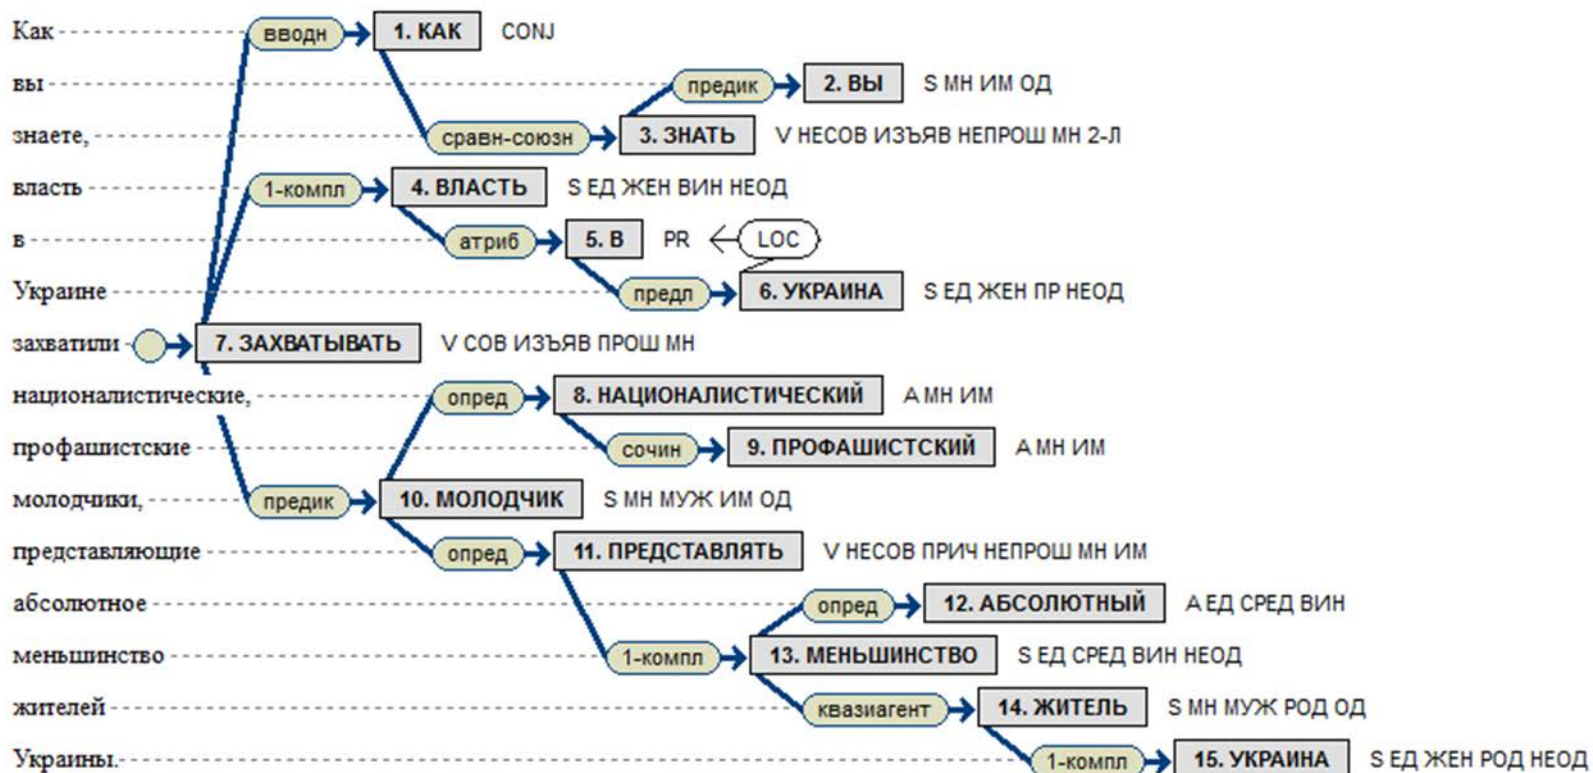 Как вводн 1. КАК CONJ
вы предик 2. ВЫ S МН ИМ ОД
знаете, сравн-союзн 3. ЗНАТЬ V НЕСОВ ИЗЪЯВ НЕПРОШ МН 2-Л
власть 1-компл 4. ВЛАСТЬ S ЕД ЖЕН ВИН НЕОД
в атриб 5. В PR LOC
Украине предл 6. УКРАИНА S ЕД ЖЕН ПР НЕОД
захватили 7. ЗАХВАТЫВАТЬ V СОВ ИЗЪЯВ ПРОШ МН
националистические, опред 8. НАЦИОНАЛИСТИЧЕСКИЙ A МН ИМ
профашистские сочин 9. ПРОФАШИСТСКИЙ A МН ИМ
молодчики, предик 10. МОЛОДЧИК S МН МУЖ ИМ ОД
представляющие опред 11. ПРЕДСТАВЛЯТЬ V НЕСОВ ПРИЧ НЕПРОШ МН ИМ
абсолютное опред 12. АБСОЛЮТНЫЙ A ЕД СРЕД ВИН
меньшинство 1-компл 13. МЕНЬШИНСТВО S ЕД СРЕД ВИН НЕОД
жителей квазиагент 14. ЖИТЕЛЬ S МН МУЖ РОД ОД
Украины. 1-компл 15. УКРАИНА S ЕД ЖЕН РОД НЕОД